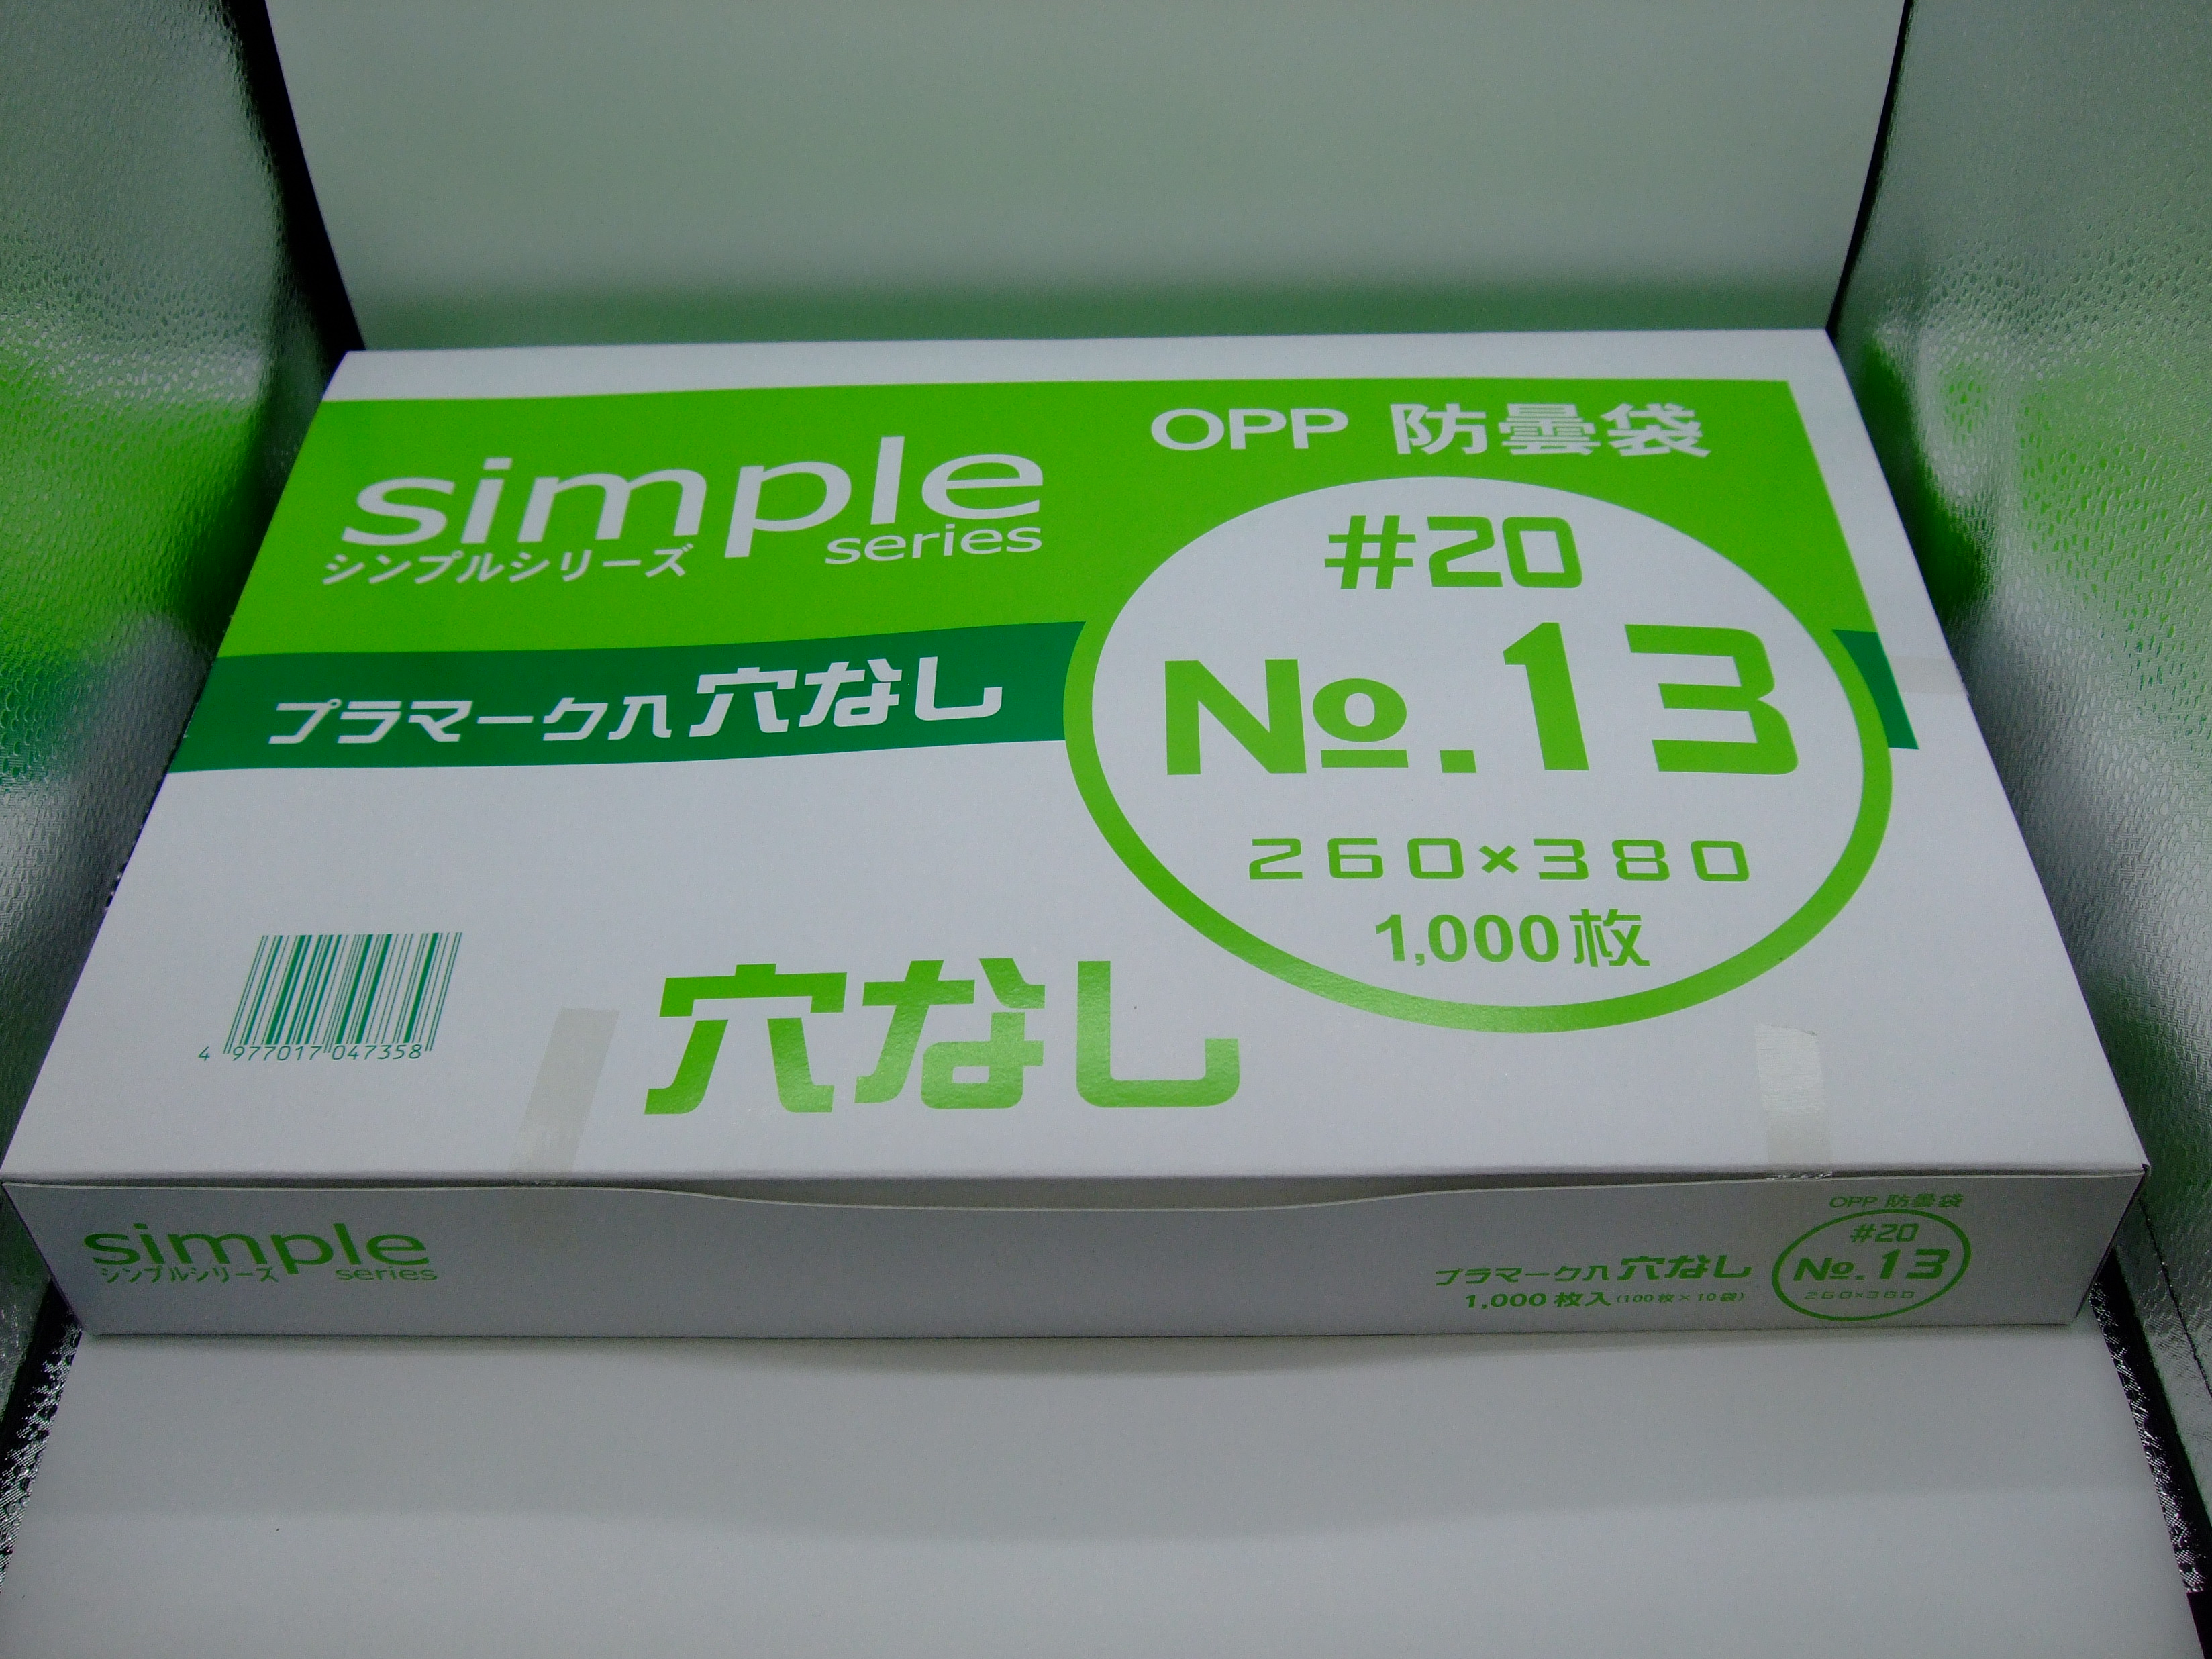 OPP 防曇袋
simple
series
シンプルシリーズ
#20
No.13
プラマーク入 穴なし
260×380
1,000枚
穴なし
4 977017 047358
simple
series
シンプルシリーズ
OPP 防曇袋
#20
No.13
260×380
プラマーク入 穴なし
1,000枚入(100枚×10袋)